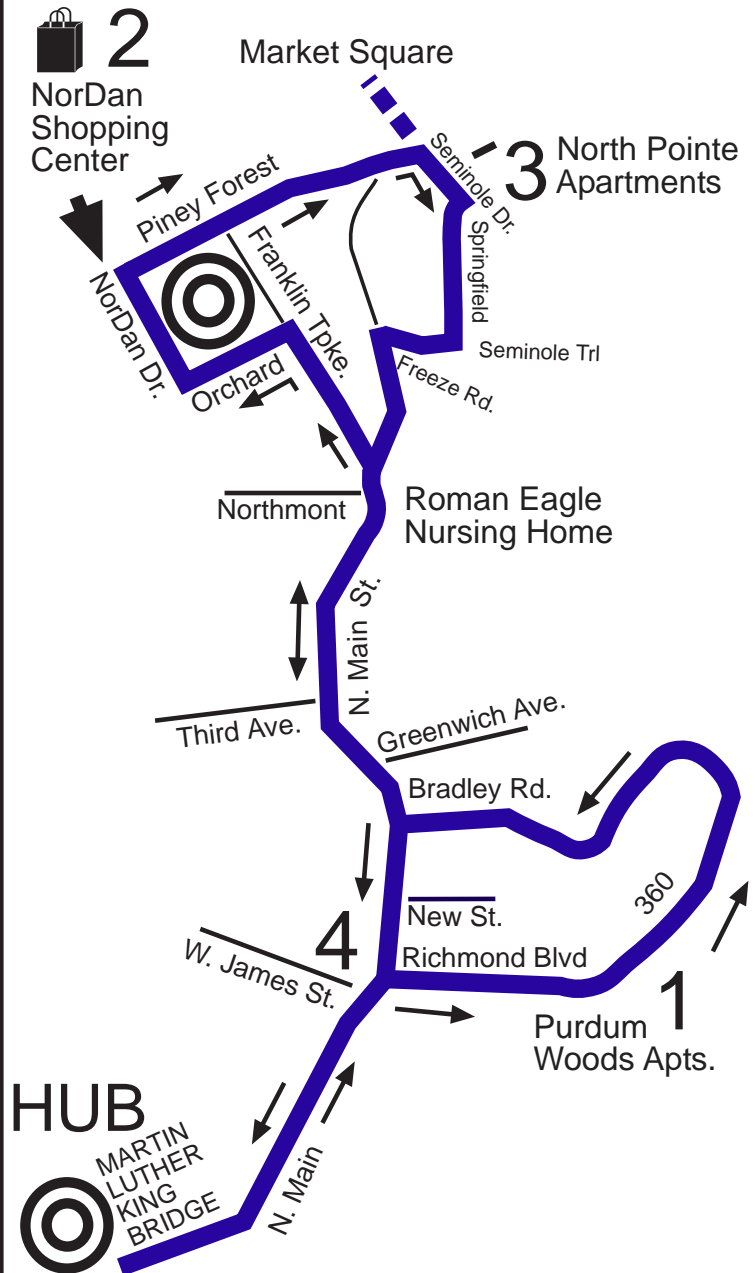 2
NorDan
Shopping
Center
Market Square
Seminole Dr.
3
North Pointe
Apartments
Piney Forest
Franklin Tpke.
Springfield
NorDan Dr.
Orchard
Freeze Rd.
Seminole Trl
Northmont
Roman Eagle
Nursing Home
N. Main St.
Third Ave.
Greenwich Ave.
Bradley Rd.
360
New St.
4
W. James St.
Richmond Blvd
1
Purdum
Woods Apts.
HUB
MARTIN
LUTHER
KING
BRIDGE
N. Main